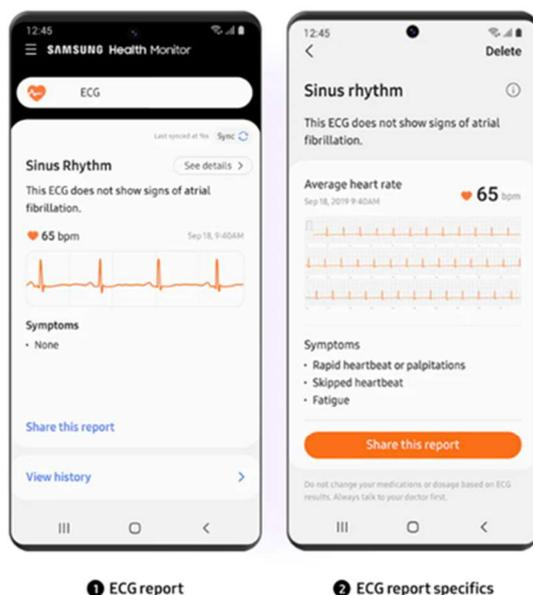 12:45
SAMSUNG Health Monitor
ECG
Last synced at 9xx Sync
Sinus Rhythm
See details >
This ECG does not show signs of atrial
fibrillation.
65 bpm
Sep 18, 9:40AM
Symptoms
• None
Share this report
View history >
1 ECG report
12:45
Delete
Sinus rhythm
This ECG does not show signs of atrial
fibrillation.
Average heart rate
Sep 18, 2019 9:40AM
65 bpm
Symptoms
• Rapid heartbeat or palpitations
• Skipped heartbeat
• Fatigue
Share this report
Do not change your medications or dosage based on ECG
results. Always talk to your doctor first.
2 ECG report specifics